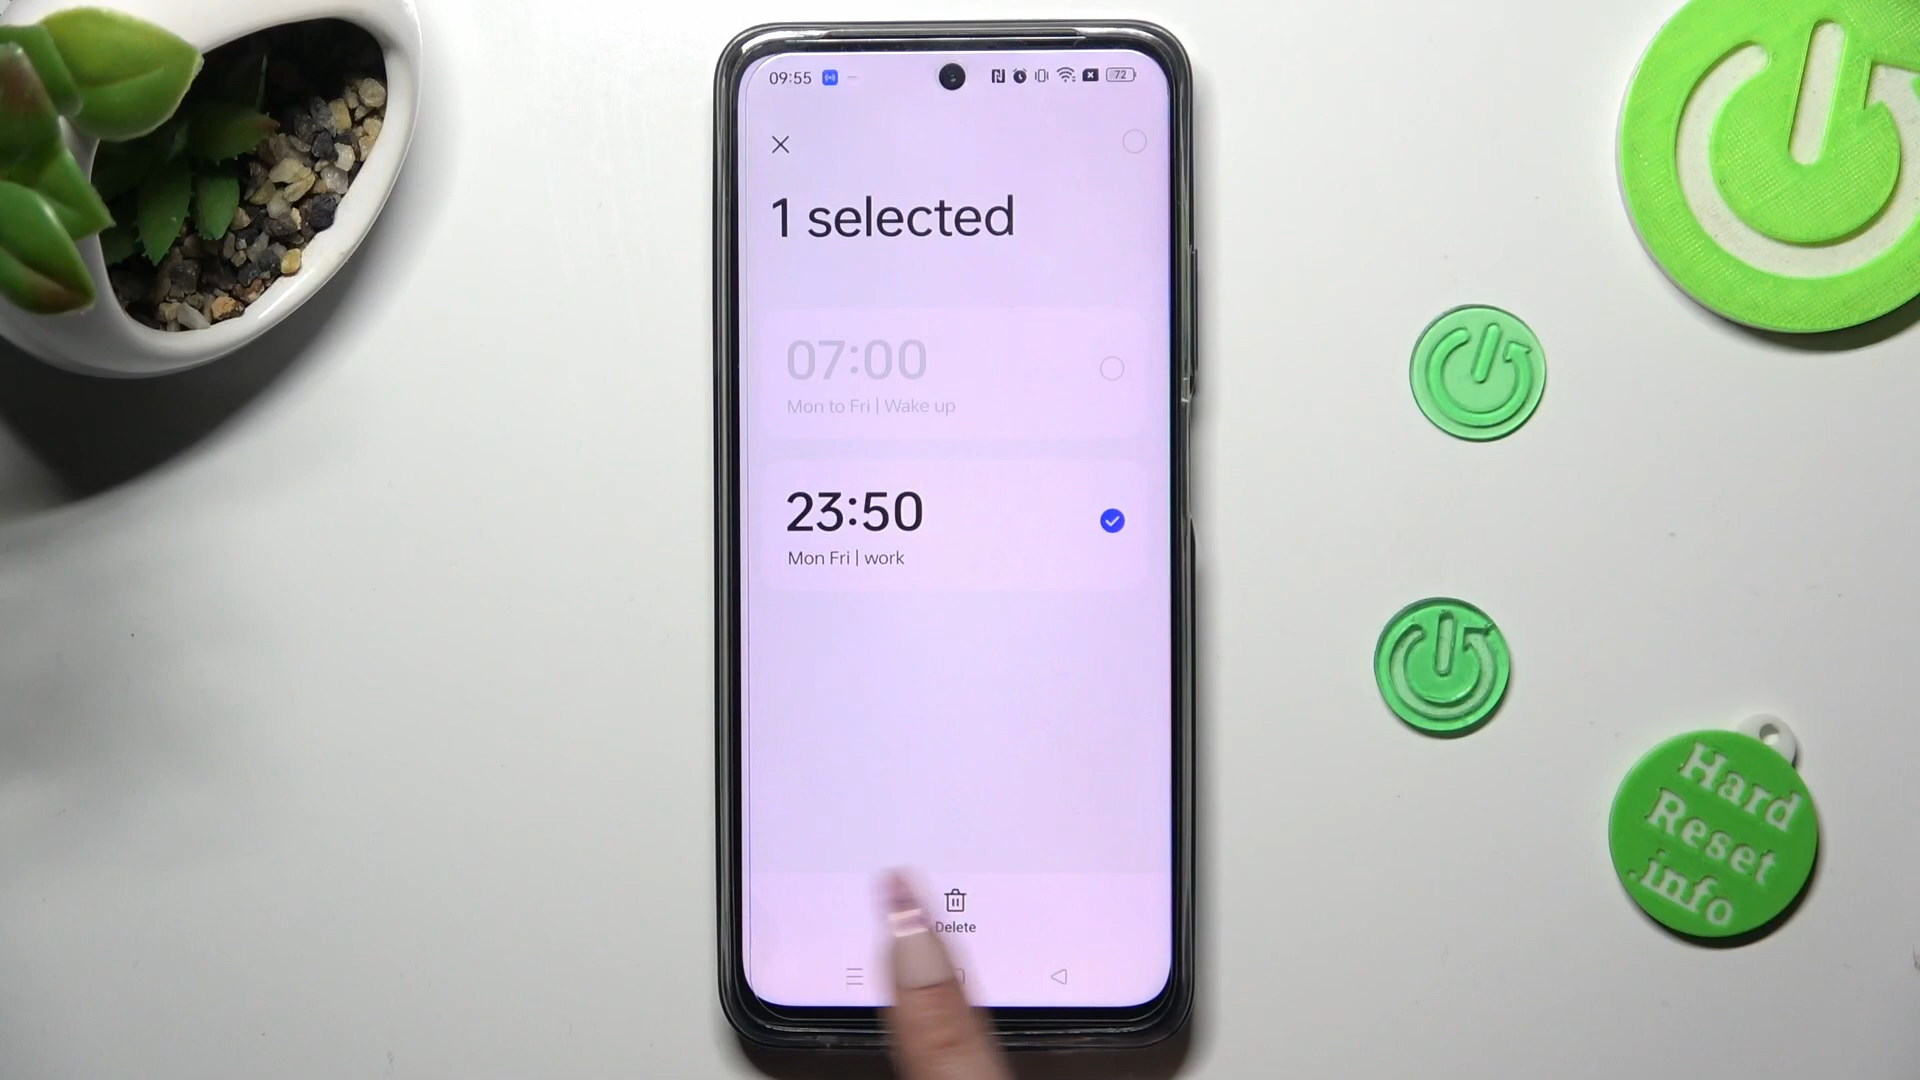 09:55
72
1 selected
07:00
Mon to Fri | Wake up
23:50
Mon Fri | work
Delete
Hard
Reset
.info